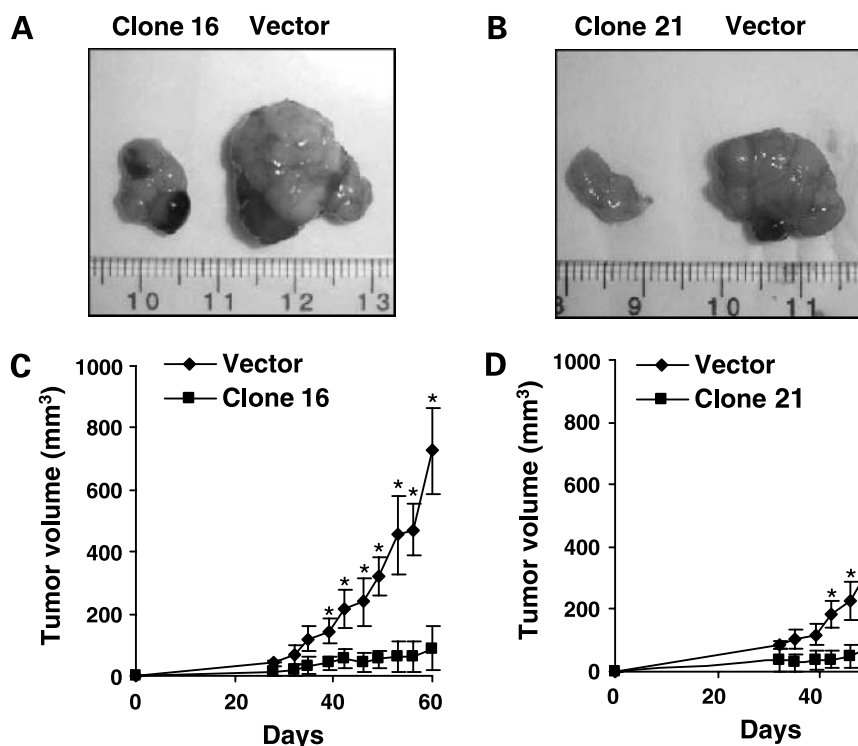 A
Clone 16 Vector
10 11 12 13
B
Clone 21 Vector
8 9 10 11
C
1000
800
600
400
200
0
Tumor volume (mm³)
Vector
Clone 16
*
*
*
*
*
*
*
0 20 40 60
Days
D
1000
800
600
400
200
0
Tumor volume (mm³)
Vector
Clone 21
*
*
0 20 40
Days